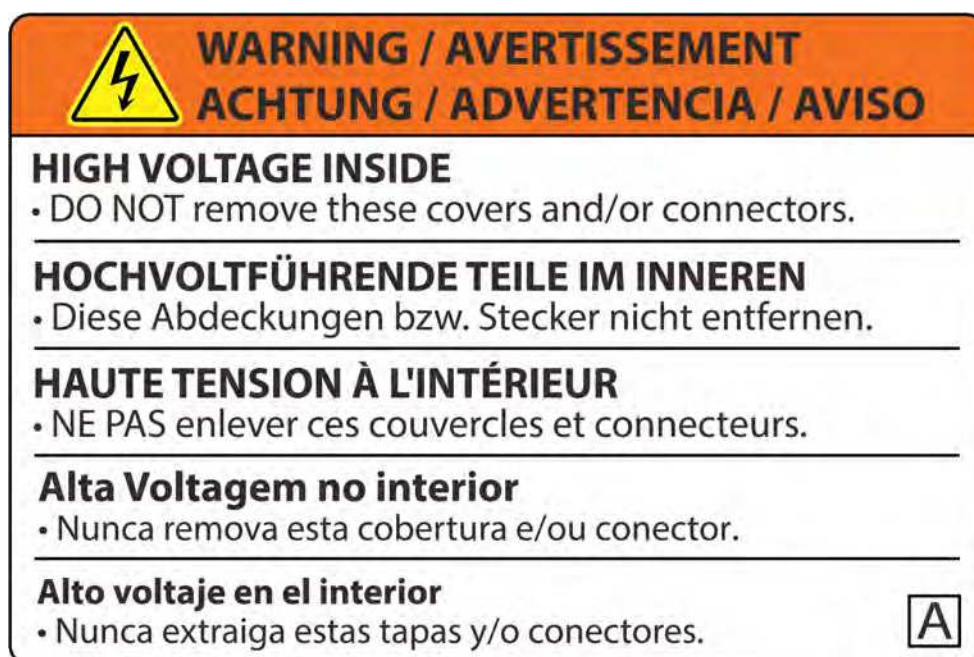 WARNING / AVERTISSEMENT
ACHTUNG / ADVERTENCIA / AVISO
HIGH VOLTAGE INSIDE
• DO NOT remove these covers and/or connectors.
HOCHVOLTFÜHRENDE TEILE IM INNEREN
• Diese Abdeckungen bzw. Stecker nicht entfernen.
HAUTE TENSION À L'INTÉRIEUR
• NE PAS enlever ces couvercles et connecteurs.
Alta Voltagem no interior
• Nunca remova esta cobertura e/ou conector.
Alto voltaje en el interior
• Nunca extraiga estas tapas y/o conectores.
A